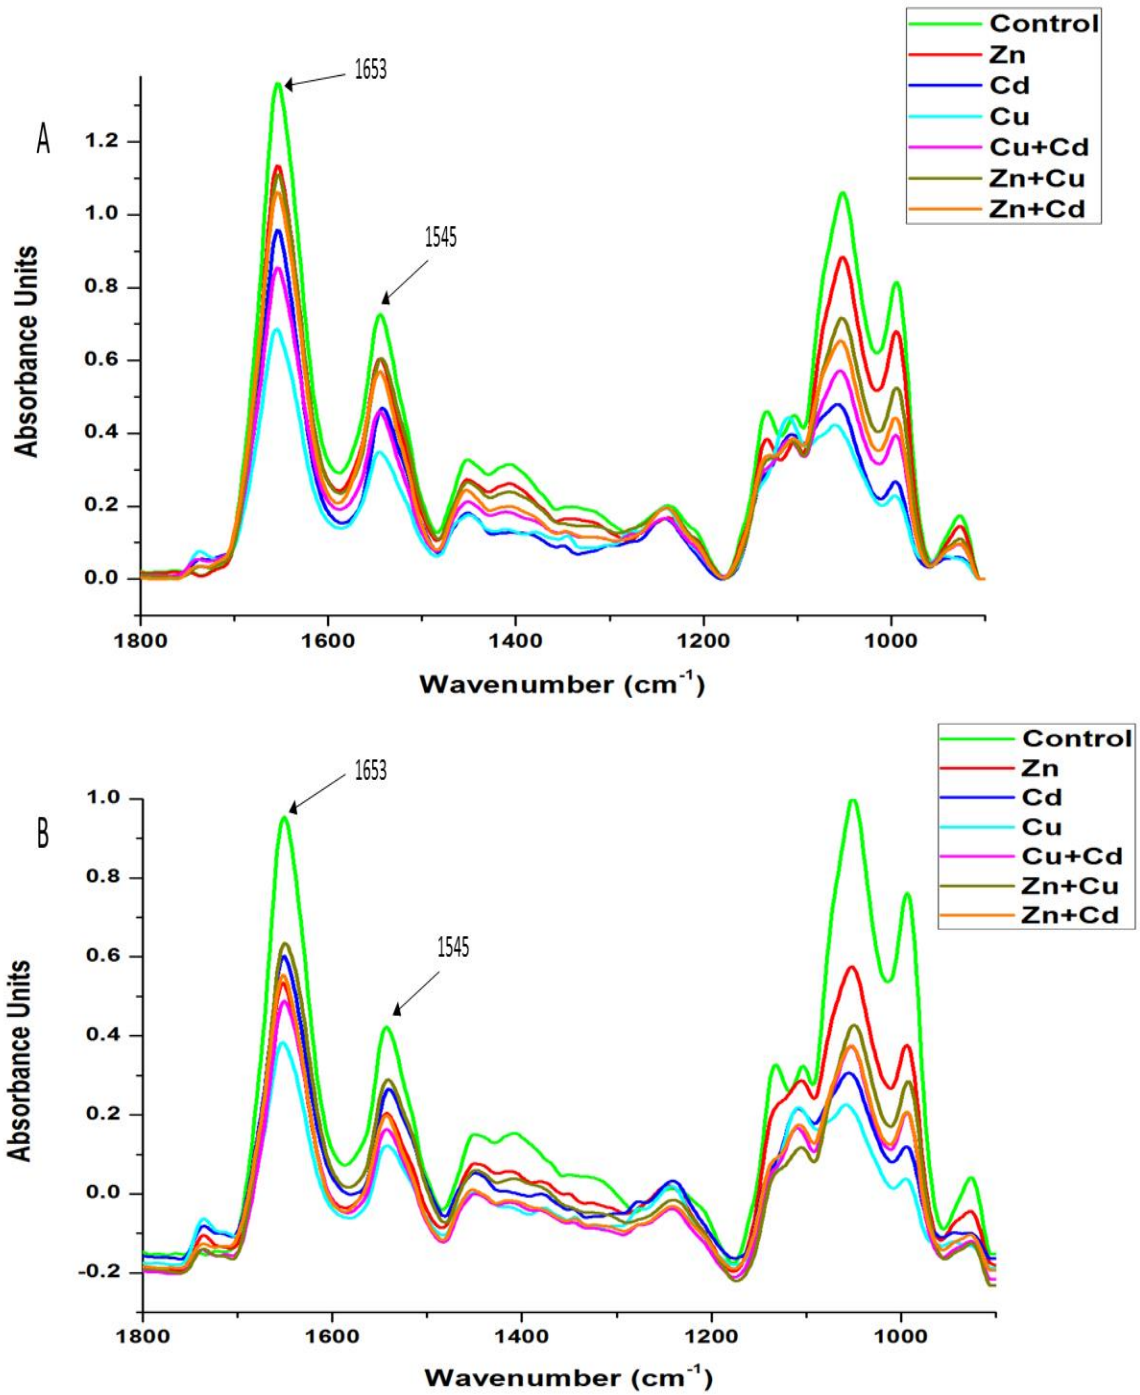 Control
Zn
Cd
Cu
Cu+Cd
Zn+Cu
Zn+Cd
1653
A
1545
1.2
1.0
0.8
0.6
0.4
0.2
0.0
Absorbance Units
1800 1600 1400 1200 1000
Wavenumber (cm⁻¹)
Control
Zn
Cd
Cu
Cu+Cd
Zn+Cu
Zn+Cd
1653
B
1545
1.0
0.8
0.6
0.4
0.2
0.0
-0.2
Absorbance Units
1800 1600 1400 1200 1000
Wavenumber (cm⁻¹)